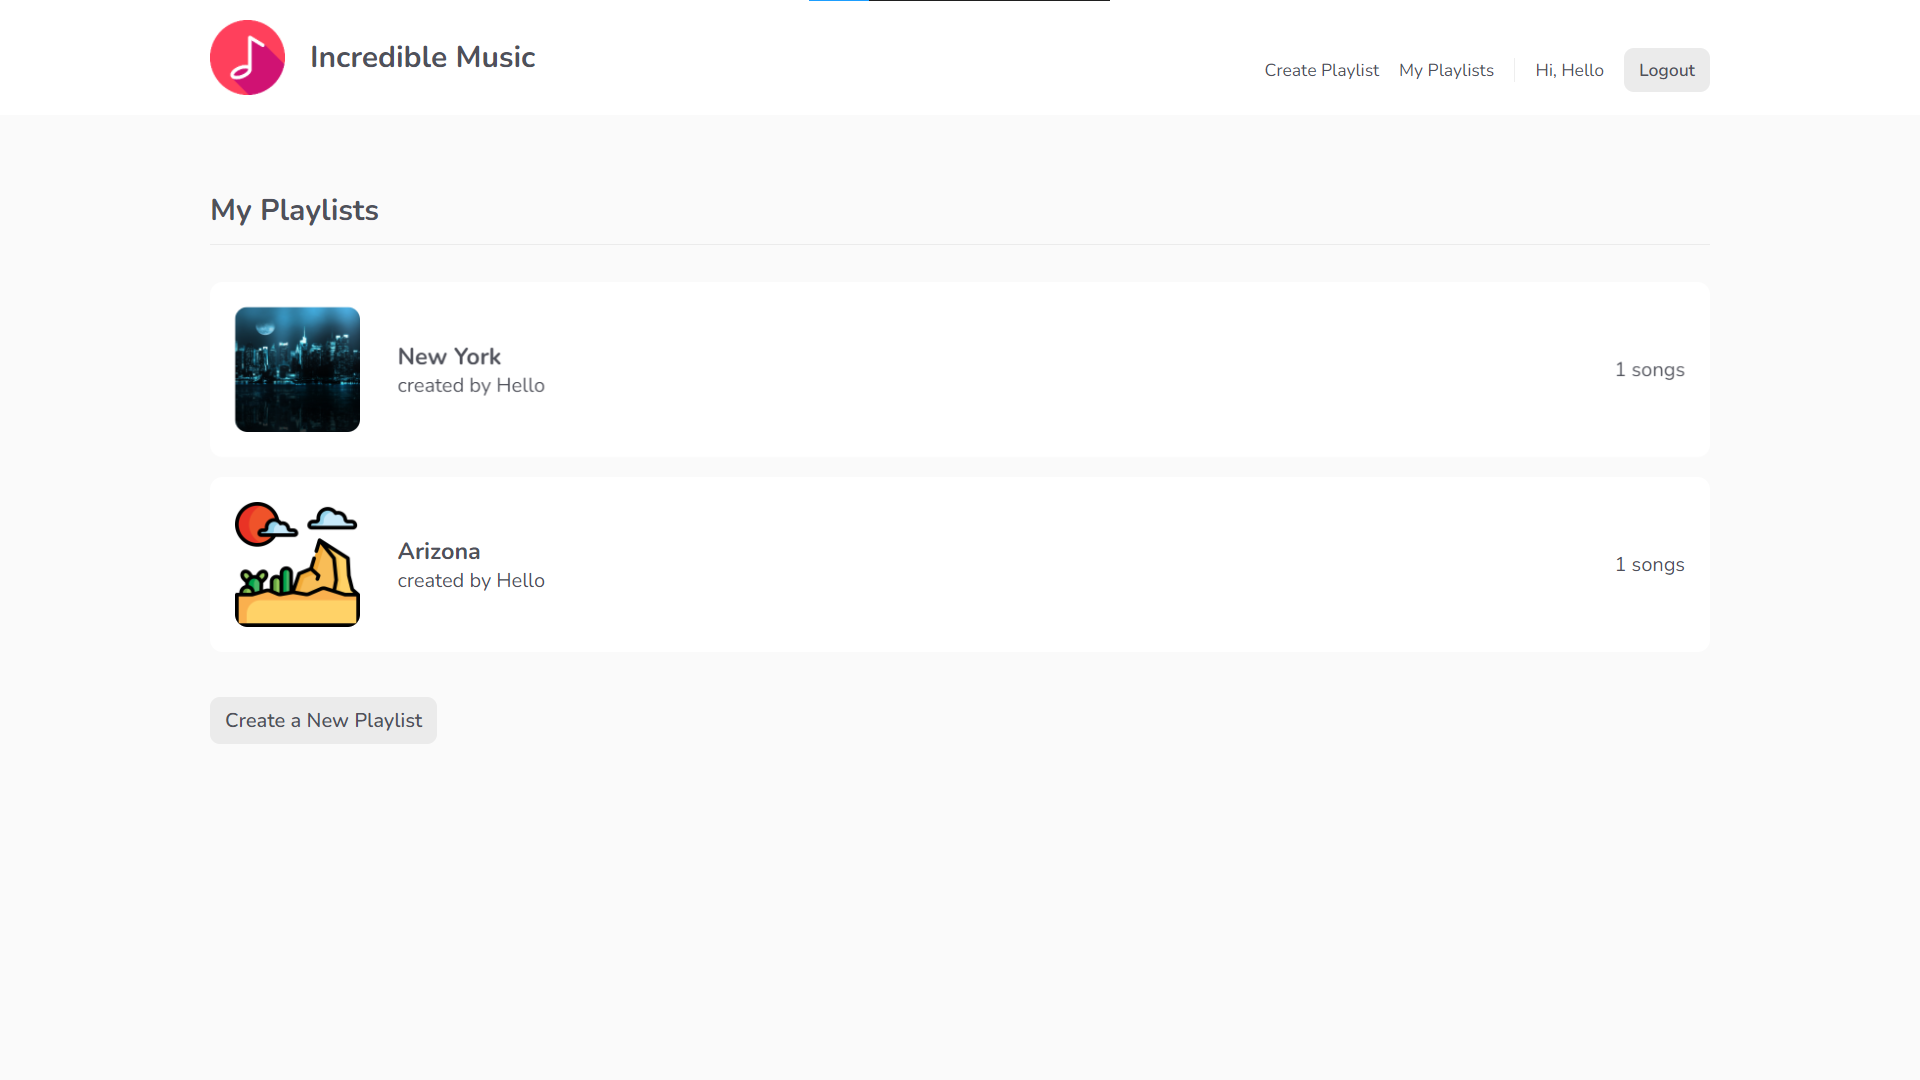 Incredible Music
Create Playlist
My Playlists
Hi, Hello
Logout
My Playlists
New York
created by Hello
1 songs
Arizona
created by Hello
1 songs
Create a New Playlist